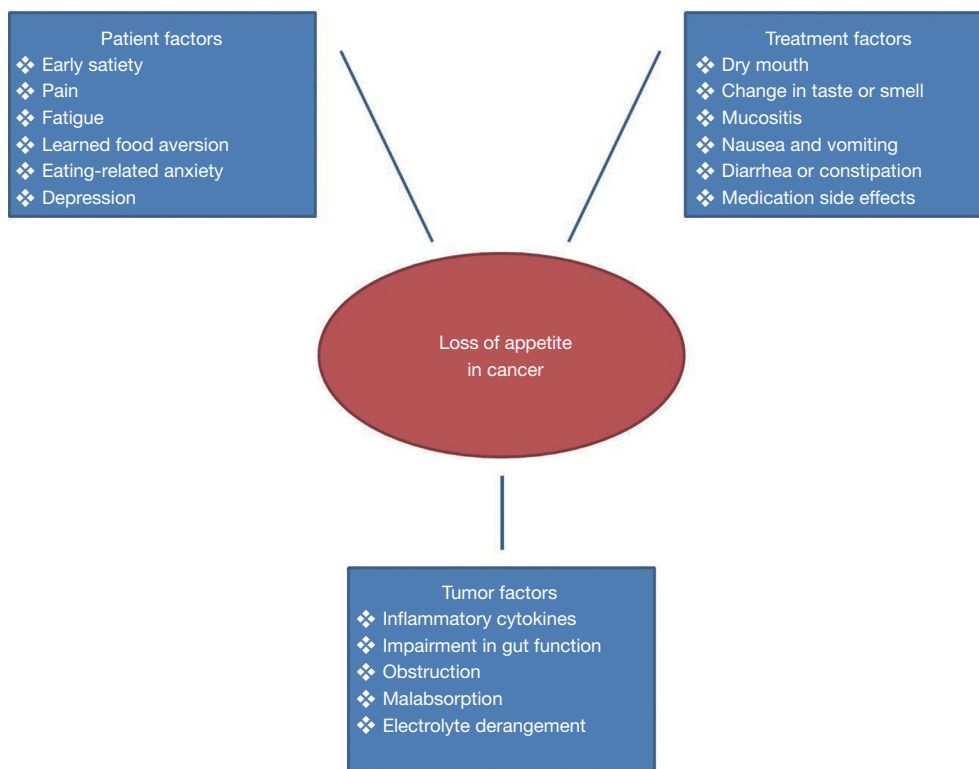 Patient factors
❖ Early satiety
❖ Pain
❖ Fatigue
❖ Learned food aversion
❖ Eating-related anxiety
❖ Depression
Treatment factors
❖ Dry mouth
❖ Change in taste or smell
❖ Mucositis
❖ Nausea and vomiting
❖ Diarrhea or constipation
❖ Medication side effects
Loss of appetite
in cancer
Tumor factors
❖ Inflammatory cytokines
❖ Impairment in gut function
❖ Obstruction
❖ Malabsorption
❖ Electrolyte derangement